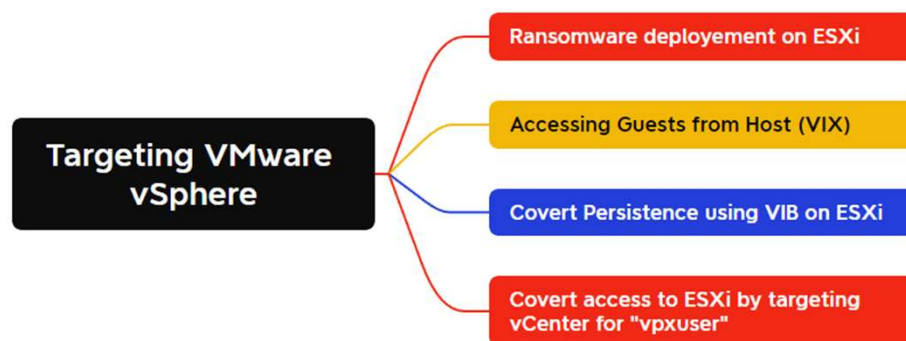 Targeting VMware
vSphere
Ransomware deployement on ESXi
Accessing Guests from Host (VIX)
Covert Persistence using VIB on ESXi
Covert access to ESXi by targeting
vCenter for "vpxuser"